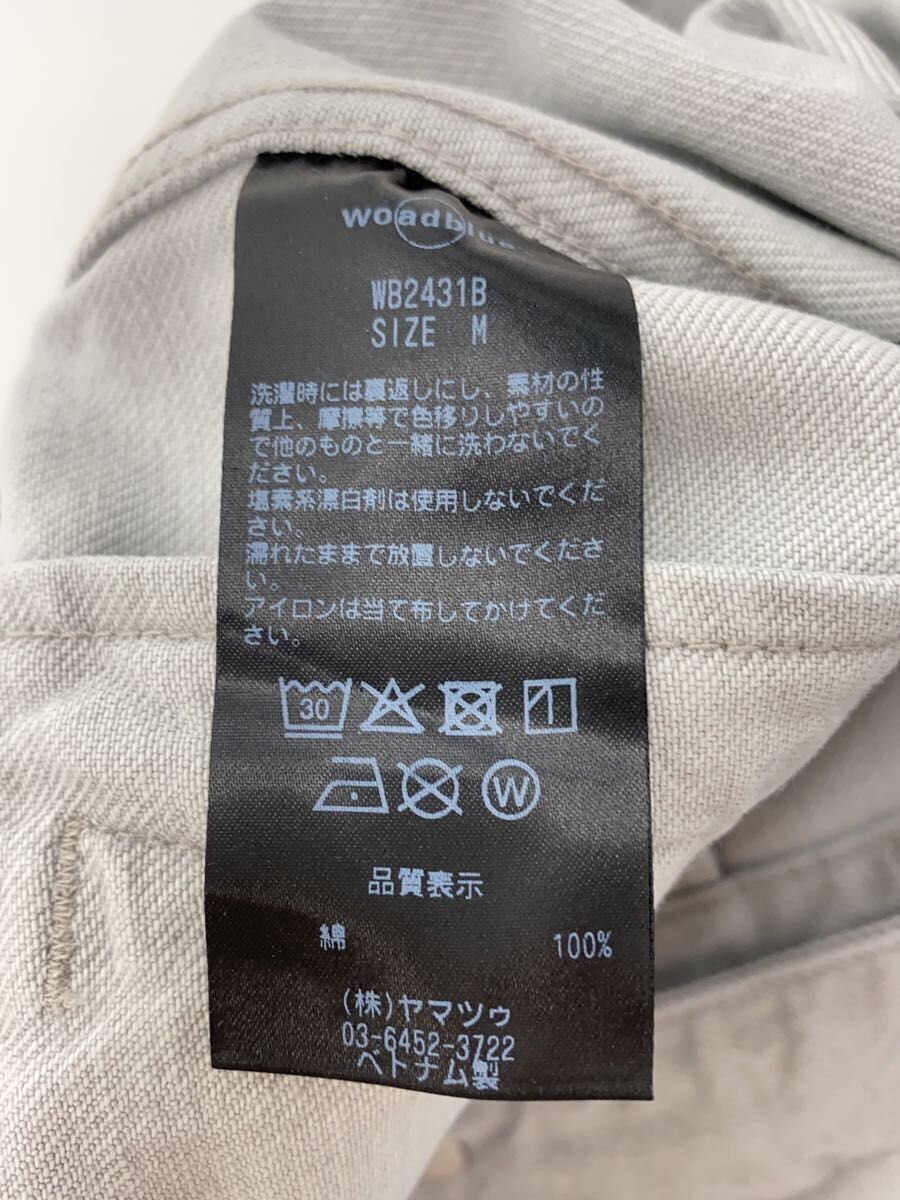 woadblue
WB2431B
SIZE M
洗濯時には裏返しにし、素材の性
質上、摩擦等で色移りしやすいの
で他のものと一緒に洗わないでく
ださい。
塩素系漂白剤は使用しないでくだ
さい。
濡れたままで放置しないでくださ
い。
アイロンは当て布してかけてくだ
さい。
30
W
品質表示
綿 100%
(株)ヤマツゥ
03-6452-3722
ベトナム製